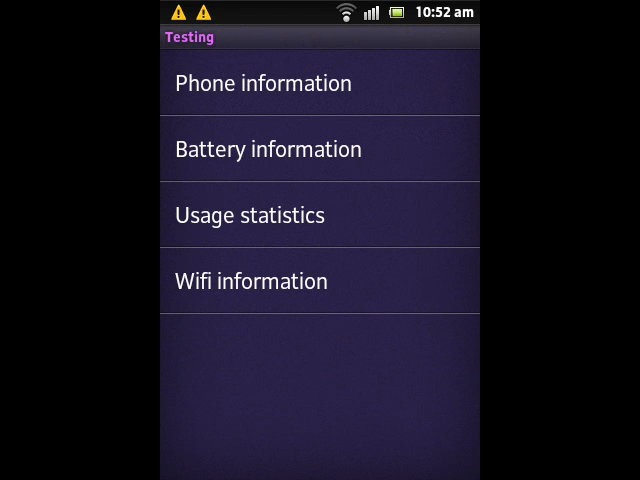 10:52 am
Testing
Phone information
Battery information
Usage statistics
Wifi information